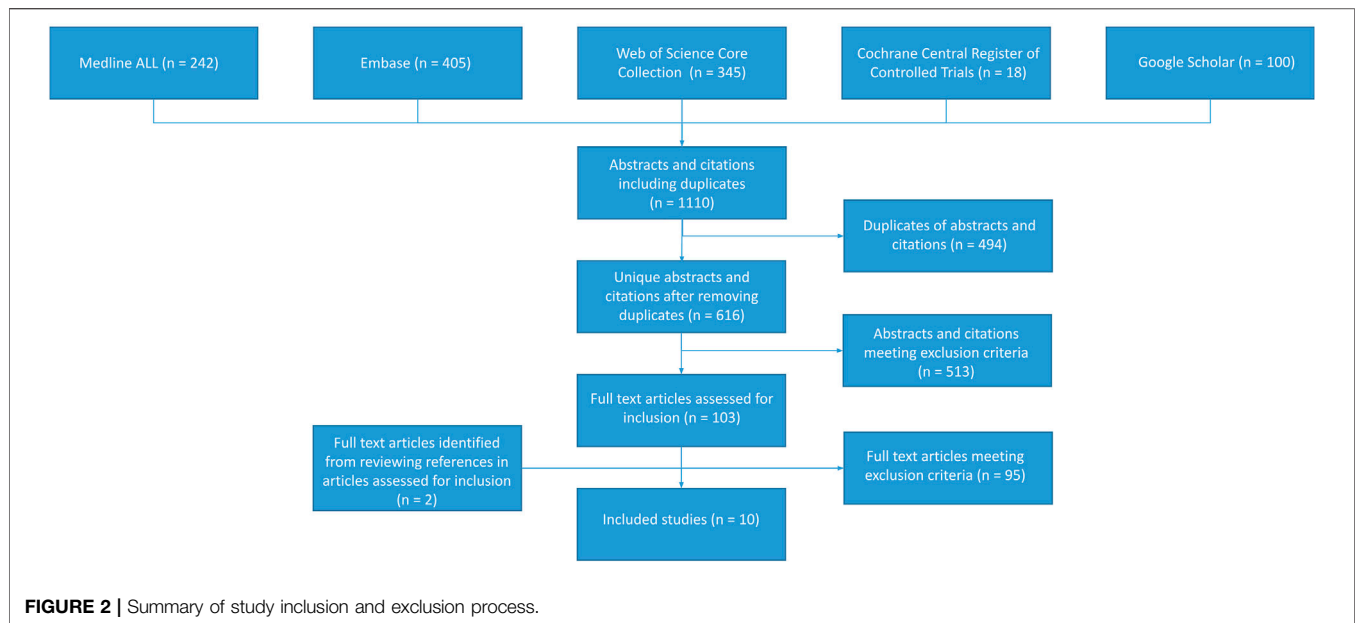 Medline ALL (n = 242)
Embase (n = 405)
Web of Science Core
Collection (n = 345)
Cochrane Central Register of
Controlled Trials (n = 18)
Google Scholar (n = 100)
Abstracts and citations
including duplicates
(n = 1110)
Duplicates of abstracts and
citations (n = 494)
Unique abstracts and
citations after removing
duplicates (n = 616)
Abstracts and citations
meeting exclusion criteria
(n = 513)
Full text articles assessed for
inclusion (n = 103)
Full text articles identified
from reviewing references in
articles assessed for inclusion
(n = 2)
Full text articles meeting
exclusion criteria (n = 95)
Included studies (n = 10)
FIGURE 2 | Summary of study inclusion and exclusion process.